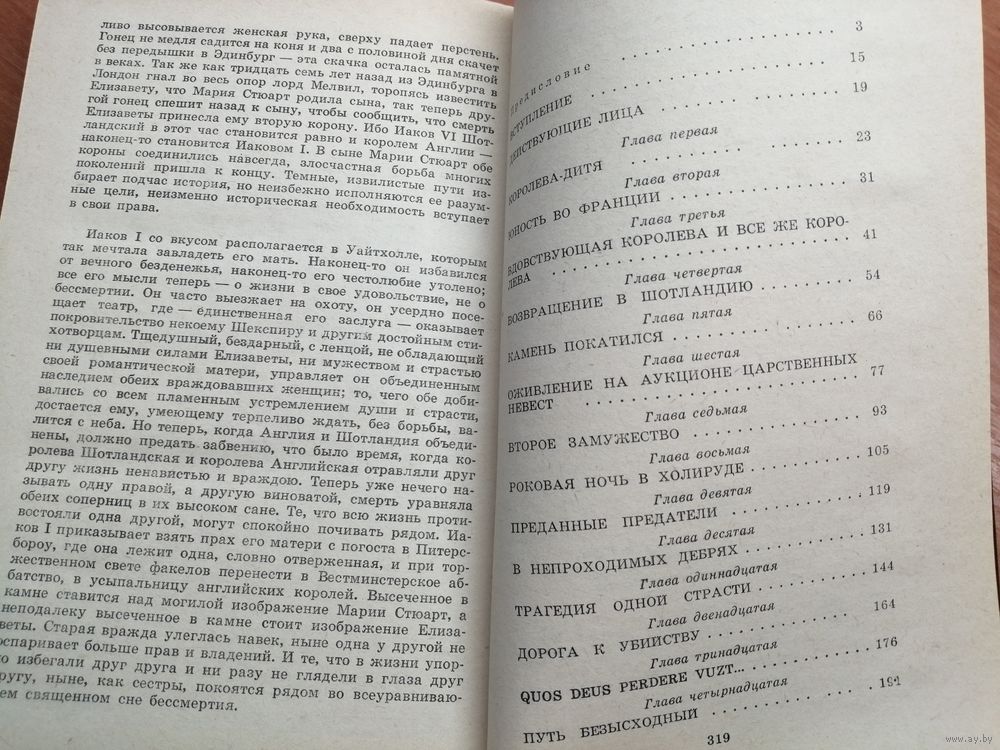 ливо высовывается женская рука, сверху падает перстень.
Гонец не медля садится на коня и два с половиной дня скачет
без передышки в Эдинбург — эта скачка осталась памятной
в веках. Так же как тридцать семь лет назад из Эдинбурга в
Лондон гнал во весь опор лорд Мелвил, торопясь известить
Елизавету, что Мария Стюарт родила сына, так теперь дру-
гой гонец спешит назад к сыну, чтобы сообщить, что смерть
Елизаветы принесла ему вторую корону. Ибо Иаков VI Шот-
ландский в этот час становится равно и королем Англии —
наконец-то становится Иаковом I. В сыне Марии Стюарт обе
короны соединились навсегда, злосчастная борьба многих
поколений пришла к концу. Темные, извилистые пути из-
бирает подчас история, но неизбежно исполняются ее разум-
ные цели, неизменно историческая необходимость вступает
в свои права.
Иаков I со вкусом располагается в Уайтхолле, которым
так мечтала завладеть его мать. Наконец-то он избавился
от вечного безденежья, наконец-то его честолюбие утолено;
все его мысли теперь — о жизни в свое удовольствие, не о
бессмертии. Он часто выезжает на охоту, он усердно посе-
щает театр, где — единственная его заслуга — оказывает
покровительство некоему Шекспиру и другим достойным сти-
хотворцам. Тщедушный, бездарный, с ленцой, не обладающий
ни душевными силами Елизаветы, ни мужеством и страстью
своей романтической матери, управляет он объединенным
наследием обеих враждовавших женщин; то, чего обе доби-
вались со всем пламенным устремлением души и страсти,
достается ему, умеющему терпеливо ждать, без борьбы, ва-
лится с неба. Но теперь, когда Англия и Шотландия объеди-
нены, должно предать забвению, что было время, когда ко-
ролева Шотландская и королева Английская отравляли друг
другу жизнь ненавистью и враждою. Теперь уже нечего на-
зывать одну правой, а другую виноватой, смерть уравняла
обеих соперниц в их высоком сане. Те, что всю жизнь проти-
востояли одна другой, могут спокойно почивать рядом. Иа-
ков I приказывает взять прах его матери с погоста в Питерс-
бороу, где она лежит одна, словно отверженная, и при тор-
жественном свете факелов перенести в Вестминстерское аб-
батство, в усыпальницу английских королей. Высеченное в
камне ставится над могилой изображение Марии Стюарт, а
неподалеку высеченное в камне стоит изображение Елиза-
веты. Старая вражда улеглась навек, ныне одна у другой не
оспаривает больше прав и владений. И те, что в жизни упор-
но избегали друг друга и ни разу не глядели в глаза друг
другу, ныне, как сестры, покоятся рядом во всеуравниваю-
ем священном сне бессмертия.
Предисловие . . . 3
ВСТУПЛЕНИЕ . . . 15
ДЕЙСТВУЮЩИЕ ЛИЦА . . . 19
Глава первая
КОРОЛЕВА-ДИТЯ . . . 23
Глава вторая
ЮНОСТЬ ВО ФРАНЦИИ . . . 31
Глава третья
ВДОВСТВУЮЩАЯ КОРОЛЕВА И ВСЕ ЖЕ КОРО-
ЛЕВА . . . 41
Глава четвертая
ВОЗВРАЩЕНИЕ В ШОТЛАНДИЮ . . . 54
Глава пятая
КАМЕНЬ ПОКАТИЛСЯ . . . 66
Глава шестая
ОЖИВЛЕНИЕ НА АУКЦИОНЕ ЦАРСТВЕННЫХ
НЕВЕСТ . . . 77
Глава седьмая
ВТОРОЕ ЗАМУЖЕСТВО . . . 93
Глава восьмая
РОКОВАЯ НОЧЬ В ХОЛИРУДЕ . . . 105
Глава девятая
ПРЕДАННЫЕ ПРЕДАТЕЛИ . . . 119
Глава десятая
В НЕПРОХОДИМЫХ ДЕБРЯХ . . . 131
Глава одиннадцатая
ТРАГЕДИЯ ОДНОЙ СТРАСТИ . . . 144
Глава двенадцатая
ДОРОГА К УБИЙСТВУ . . . 164
Глава тринадцатая
QUOS DEUS PERDERE VUZT... . . . 176
Глава четырнадцатая
ПУТЬ БЕЗЫСХОДНЫЙ . . . 191
319
www.ay.by